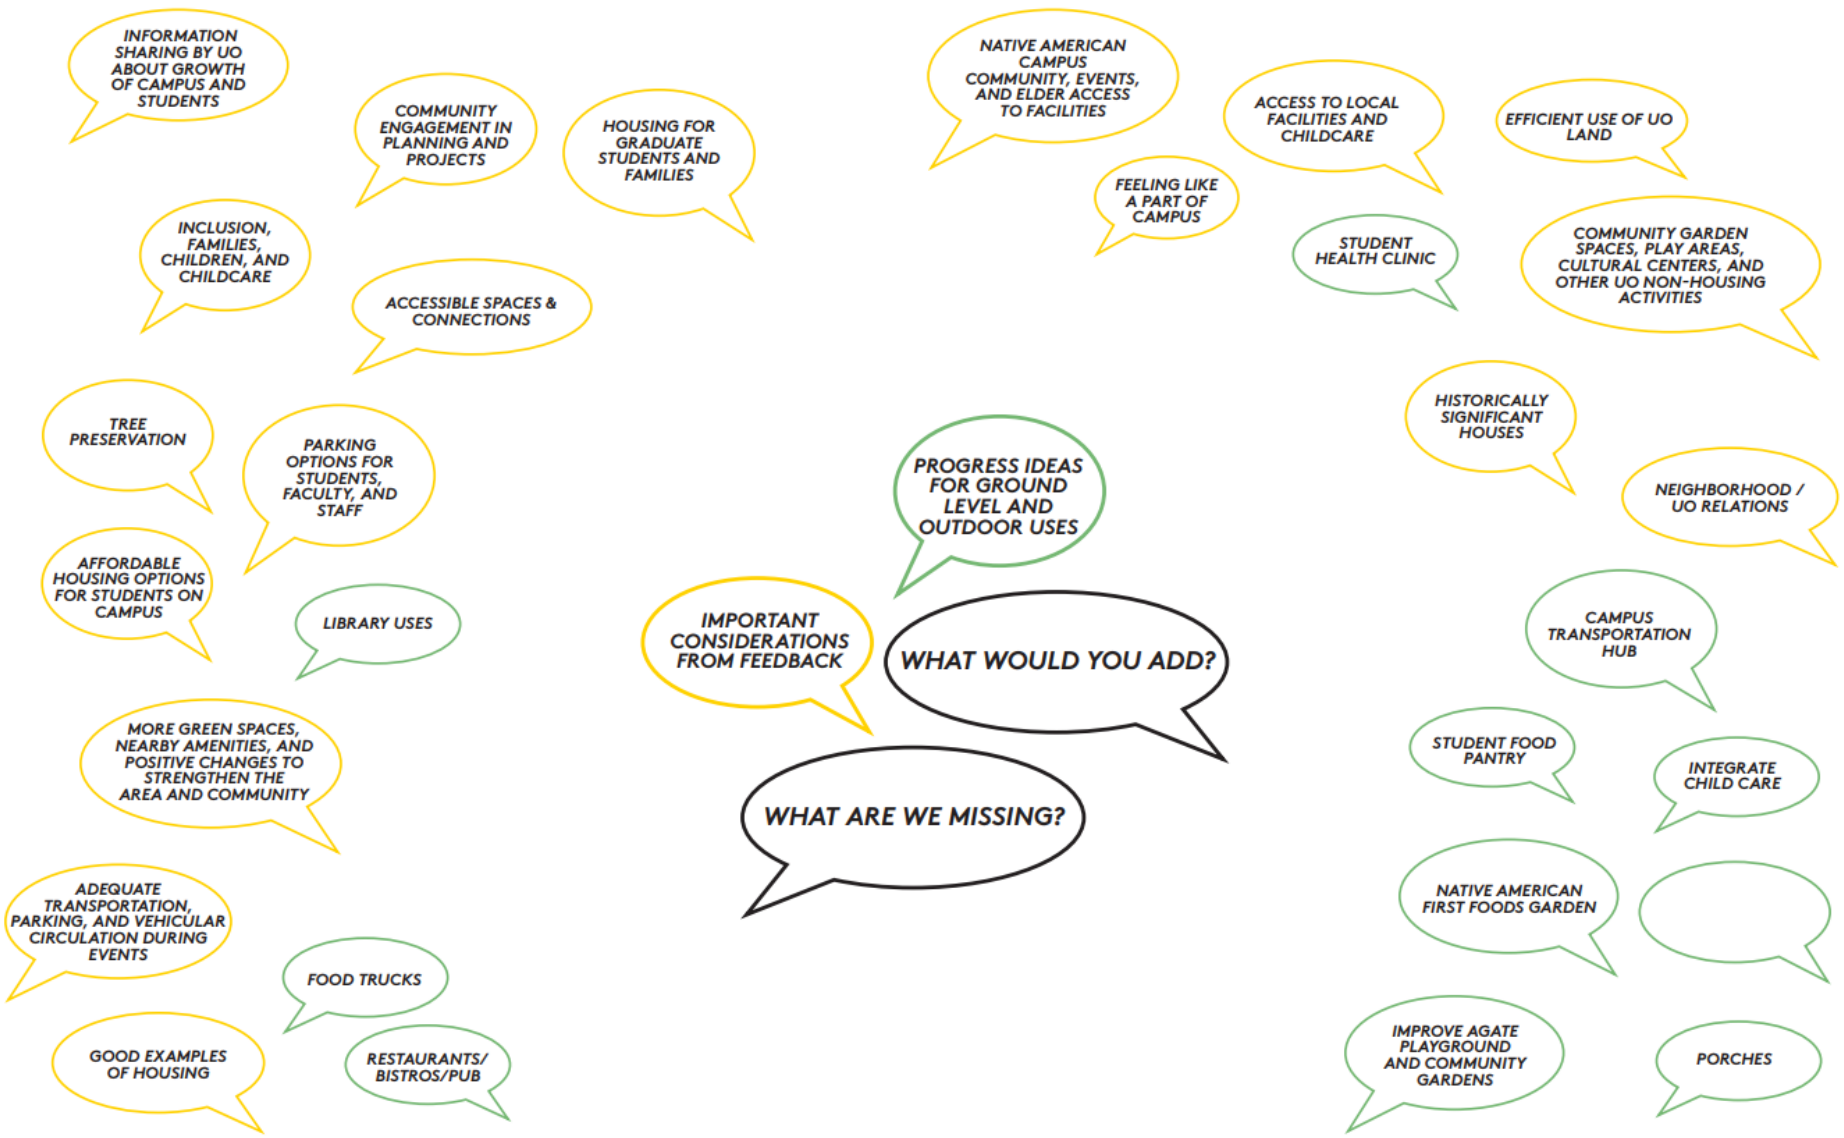 INFORMATION
SHARING BY UO
ABOUT GROWTH
OF CAMPUS AND
STUDENTS
COMMUNITY
ENGAGEMENT IN
PLANNING AND
PROJECTS
HOUSING FOR
GRADUATE
STUDENTS AND
FAMILIES
INCLUSION,
FAMILIES,
CHILDREN, AND
CHILDCARE
ACCESSIBLE SPACES &
CONNECTIONS
TREE
PRESERVATION
PARKING
OPTIONS FOR
STUDENTS,
FACULTY, AND
STAFF
AFFORDABLE
HOUSING OPTIONS
FOR STUDENTS ON
CAMPUS
LIBRARY USES
MORE GREEN SPACES,
NEARBY AMENITIES, AND
POSITIVE CHANGES TO
STRENGTHEN THE
AREA AND COMMUNITY
ADEQUATE
TRANSPORTATION,
PARKING, AND VEHICULAR
CIRCULATION DURING
EVENTS
FOOD TRUCKS
GOOD EXAMPLES
OF HOUSING
RESTAURANTS/
BISTROS/PUB
PROGRESS IDEAS
FOR GROUND
LEVEL AND
OUTDOOR USES
IMPORTANT
CONSIDERATIONS
FROM FEEDBACK
WHAT WOULD YOU ADD?
WHAT ARE WE MISSING?
NATIVE AMERICAN
CAMPUS
COMMUNITY, EVENTS,
AND ELDER ACCESS
TO FACILITIES
ACCESS TO LOCAL
FACILITIES AND
CHILDCARE
EFFICIENT USE OF UO
LAND
FEELING LIKE
A PART OF
CAMPUS
STUDENT
HEALTH CLINIC
COMMUNITY GARDEN
SPACES, PLAY AREAS,
CULTURAL CENTERS, AND
OTHER UO NON-HOUSING
ACTIVITIES
HISTORICALLY
SIGNIFICANT
HOUSES
NEIGHBORHOOD /
UO RELATIONS
CAMPUS
TRANSPORTATION
HUB
STUDENT FOOD
PANTRY
INTEGRATE
CHILD CARE
NATIVE AMERICAN
FIRST FOODS GARDEN
IMPROVE AGATE
PLAYGROUND
AND COMMUNITY
GARDENS
PORCHES